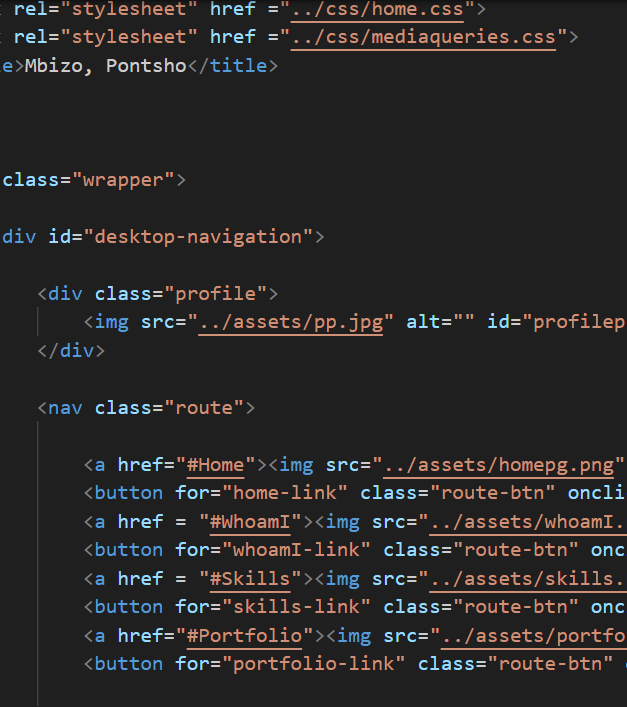 rel="stylesheet" href ="../css/home.css">
rel="stylesheet" href ="../css/mediaqueries.css">
e>Mbizo, Pontsho</title>
class="wrapper">
div id="desktop-navigation">
<div class="profile">
<img src="../assets/pp.jpg" alt="" id="profilep
</div>
<nav class="route">
<a href="#Home"><img src="../assets/homepg.png"
<button for="home-link" class="route-btn" oncli
<a href = "#WhoamI"><img src="../assets/whoamI.
<button for="whoamI-link" class="route-btn" onc
<a href = "#Skills"><img src="../assets/skills.
<button for="skills-link" class="route-btn" onc
<a href="#Portfolio"><img src="../assets/portfo
<button for="portfolio-link" class="route-btn"